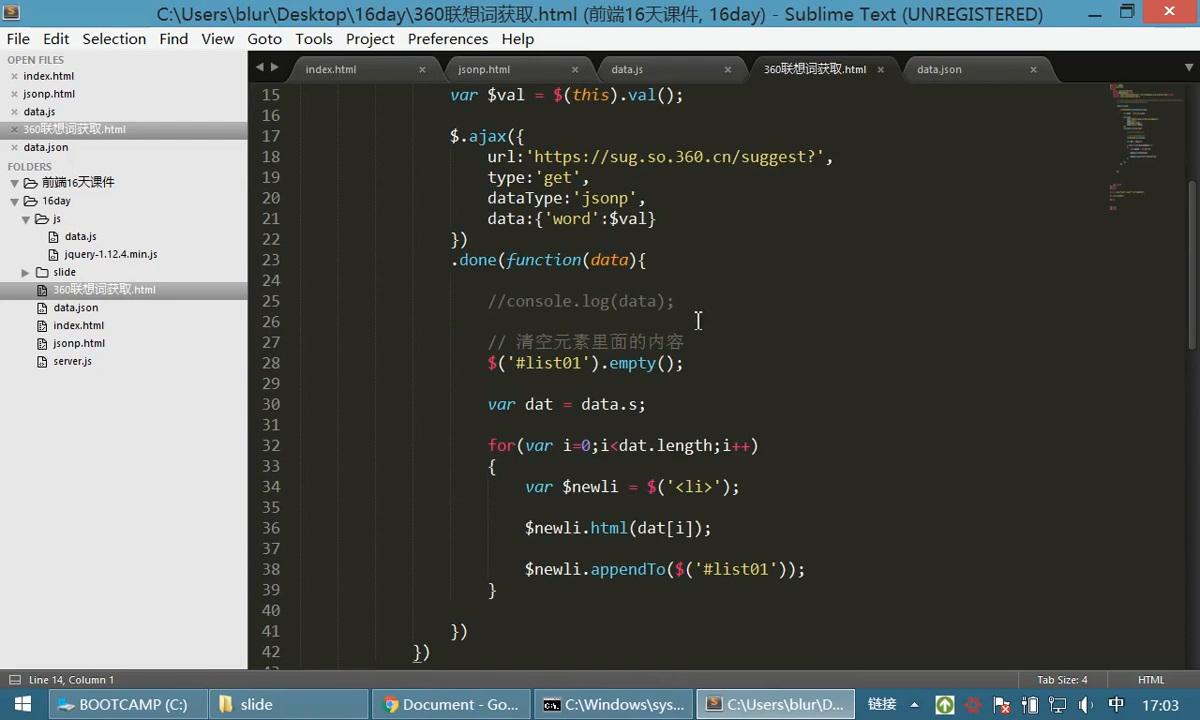 C:\Users\blur\Desktop\16day\360联想词获取.html (前端16天课件, 16day) - Sublime Text (UNREGISTERED)
File Edit Selection Find View Goto Tools Project Preferences Help
OPEN FILES
index.html
jsonp.html
data.js
360联想词获取.html
data.json
FOLDERS
前端16天课件
16day
js
data.js
jquery-1.12.4.min.js
slide
360联想词获取.html
data.json
index.html
jsonp.html
server.js
index.html jsonp.html data.js 360联想词获取.html data.json
15 var $val = $(this).val();
16
17 $.ajax({
18 url:'https://sug.so.360.cn/suggest?',
19 type:'get',
20 dataType:'jsonp',
21 data:{'word':$val}
22 })
23 .done(function(data){
24
25 //console.log(data);
26
27 // 清空元素里面的内容
28 $('#list01').empty();
29
30 var dat = data.s;
31
32 for(var i=0;i<dat.length;i++)
33 {
34 var $newli = $('<li>');
35
36 $newli.html(dat[i]);
37
38 $newli.appendTo($('#list01'));
39 }
40
41 })
42 })
Line 14, Column 1 Tab Size: 4 HTML
BOOTCAMP (C:) slide Document - Go... C:\Windows\sys... C:\Users\blur\D... 链接 中 17:03